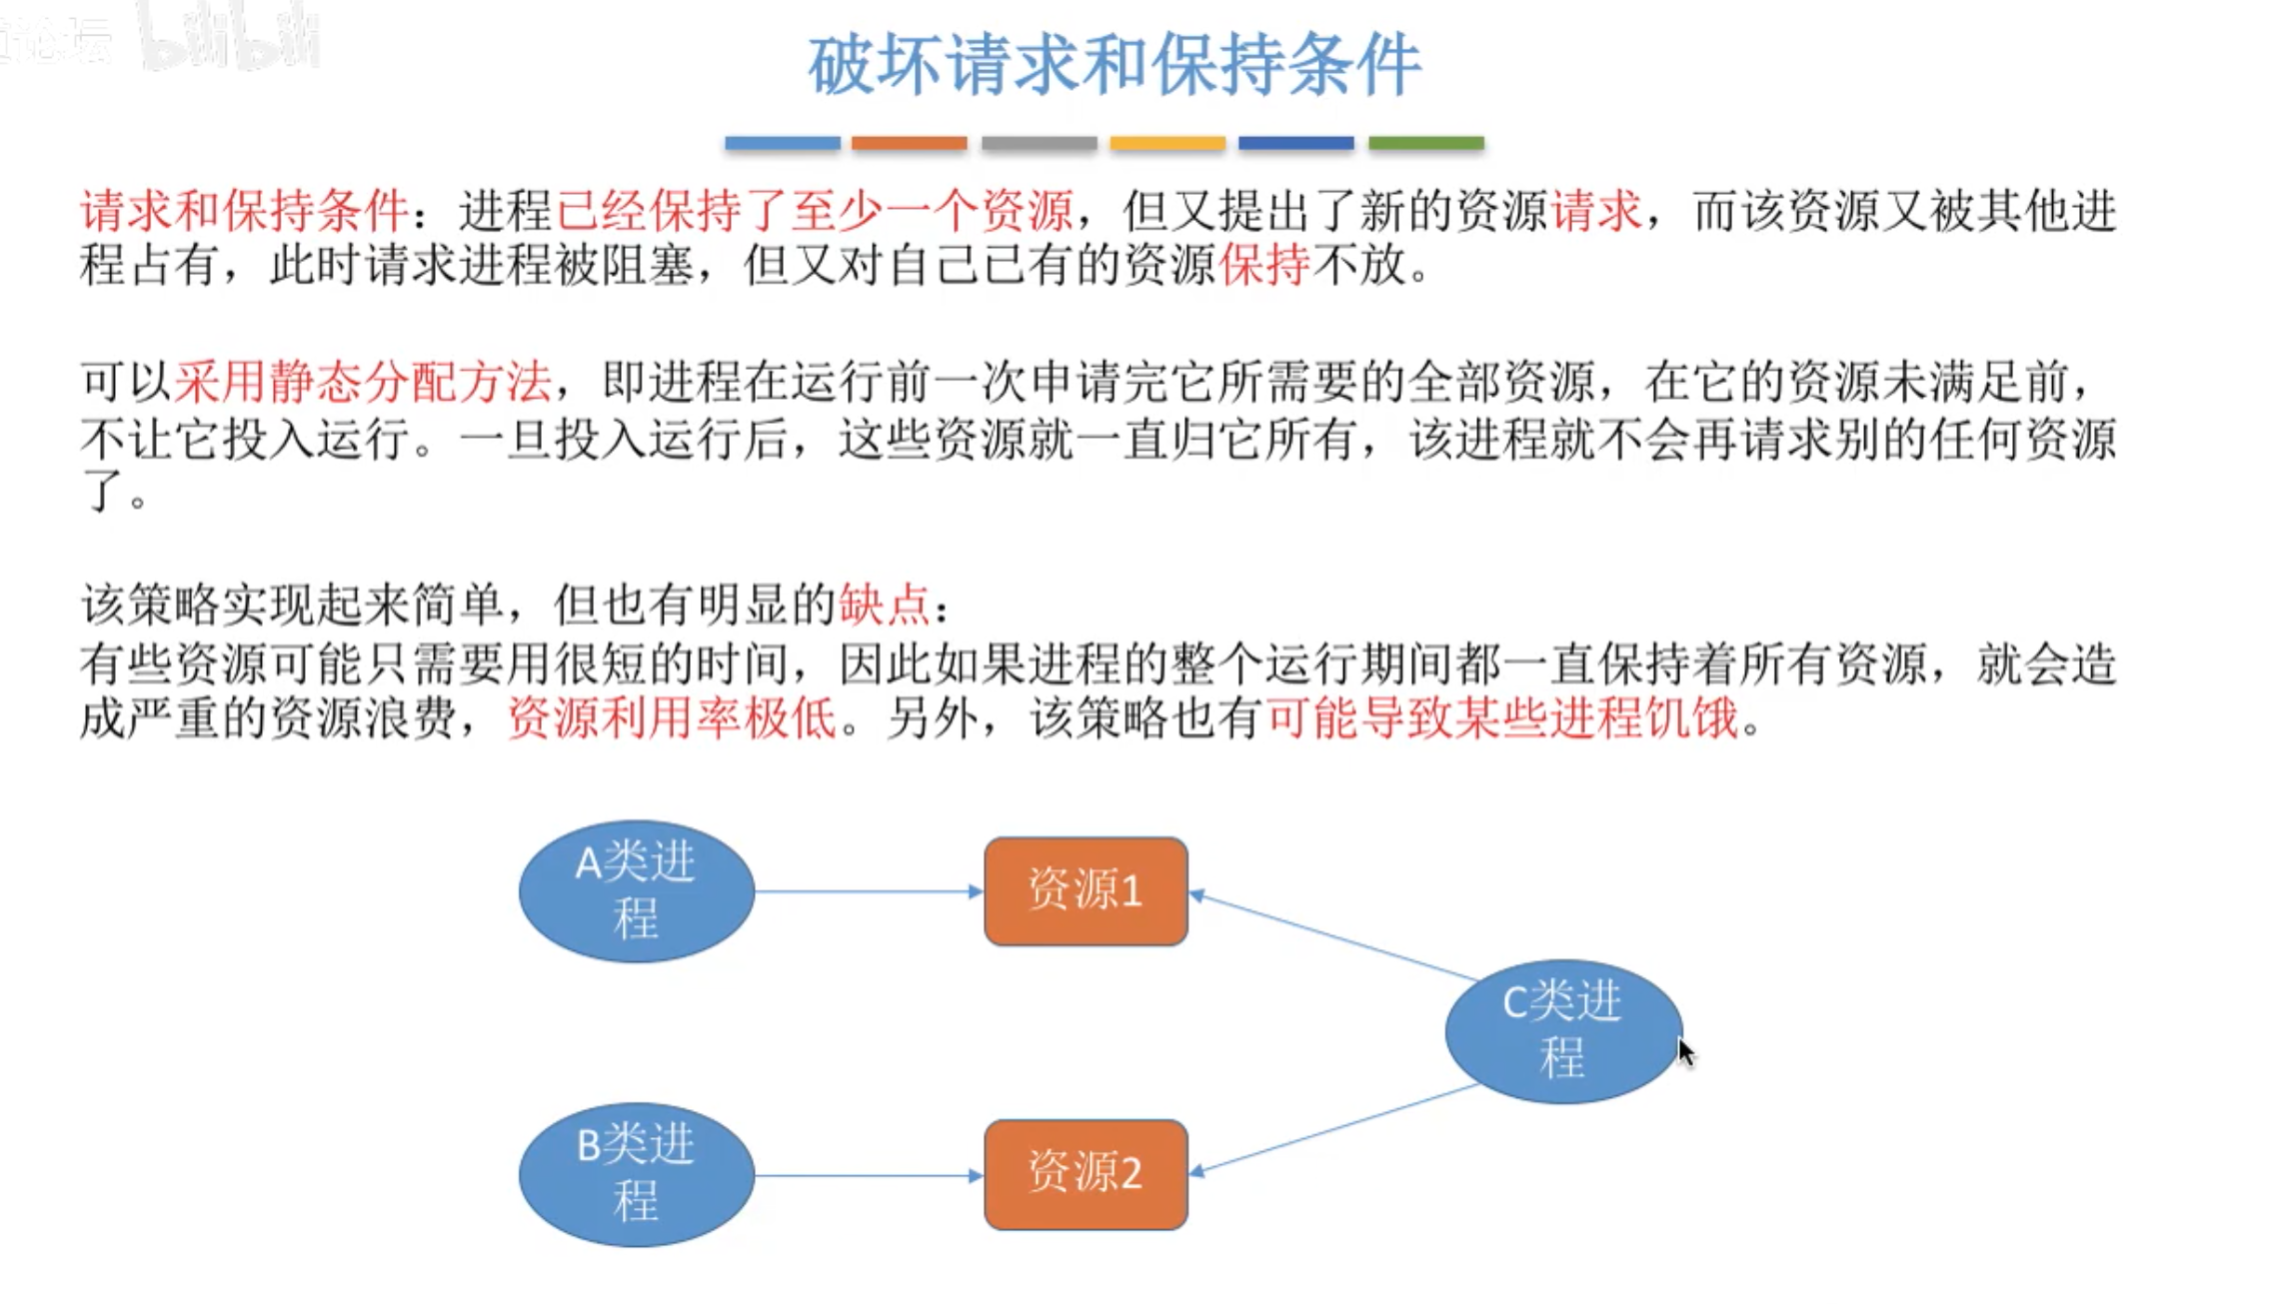 论坛 bilibili
破坏请求和保持条件
请求和保持条件：进程已经保持了至少一个资源，但又提出了新的资源请求，而该资源又被其他进
程占有，此时请求进程被阻塞，但又对自己已有的资源保持不放。
可以采用静态分配方法，即进程在运行前一次申请完它所需要的全部资源，在它的资源未满足前，
不让它投入运行。一旦投入运行后，这些资源就一直归它所有，该进程就不会再请求别的任何资源
了。
该策略实现起来简单，但也有明显的缺点：
有些资源可能只需要用很短的时间，因此如果进程的整个运行期间都一直保持着所有资源，就会造
成严重的资源浪费，资源利用率极低。另外，该策略也有可能导致某些进程饥饿。
A类进
程
资源1
C类进
程
B类进
程
资源2